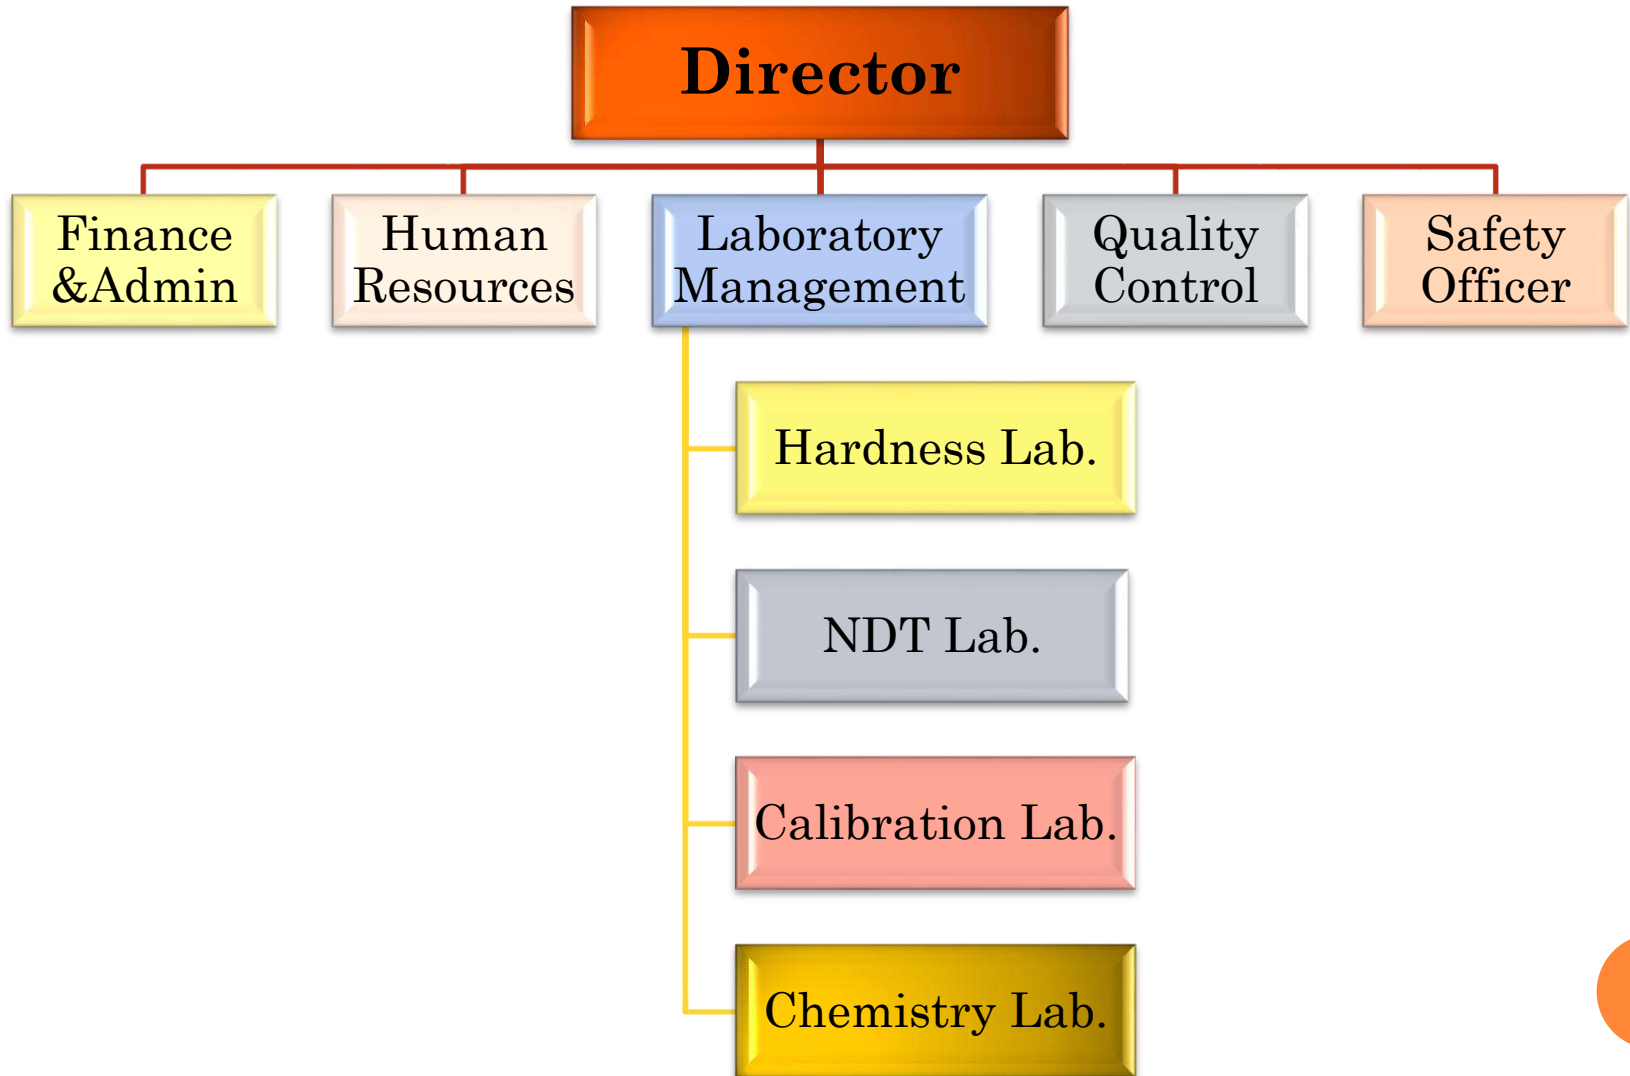 Director
Finance
&Admin
Human
Resources
Laboratory
Management
Quality
Control
Safety
Officer
Hardness Lab.
NDT Lab.
Calibration Lab.
Chemistry Lab.